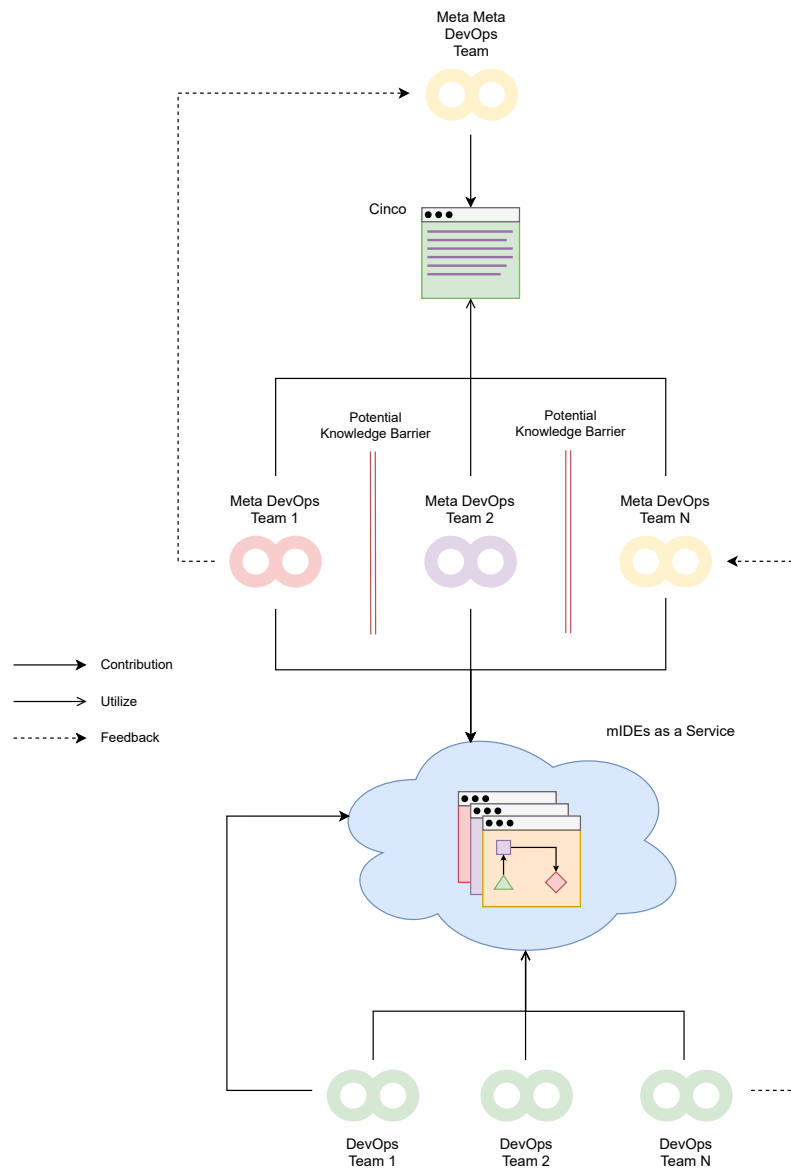 Meta Meta
DevOps
Team
Cinco
Potential
Knowledge Barrier
Potential
Knowledge Barrier
Meta DevOps
Team 1
Meta DevOps
Team 2
Meta DevOps
Team N
Contribution
Utilize
Feedback
mIDEs as a Service
DevOps
Team 1
DevOps
Team 2
DevOps
Team N